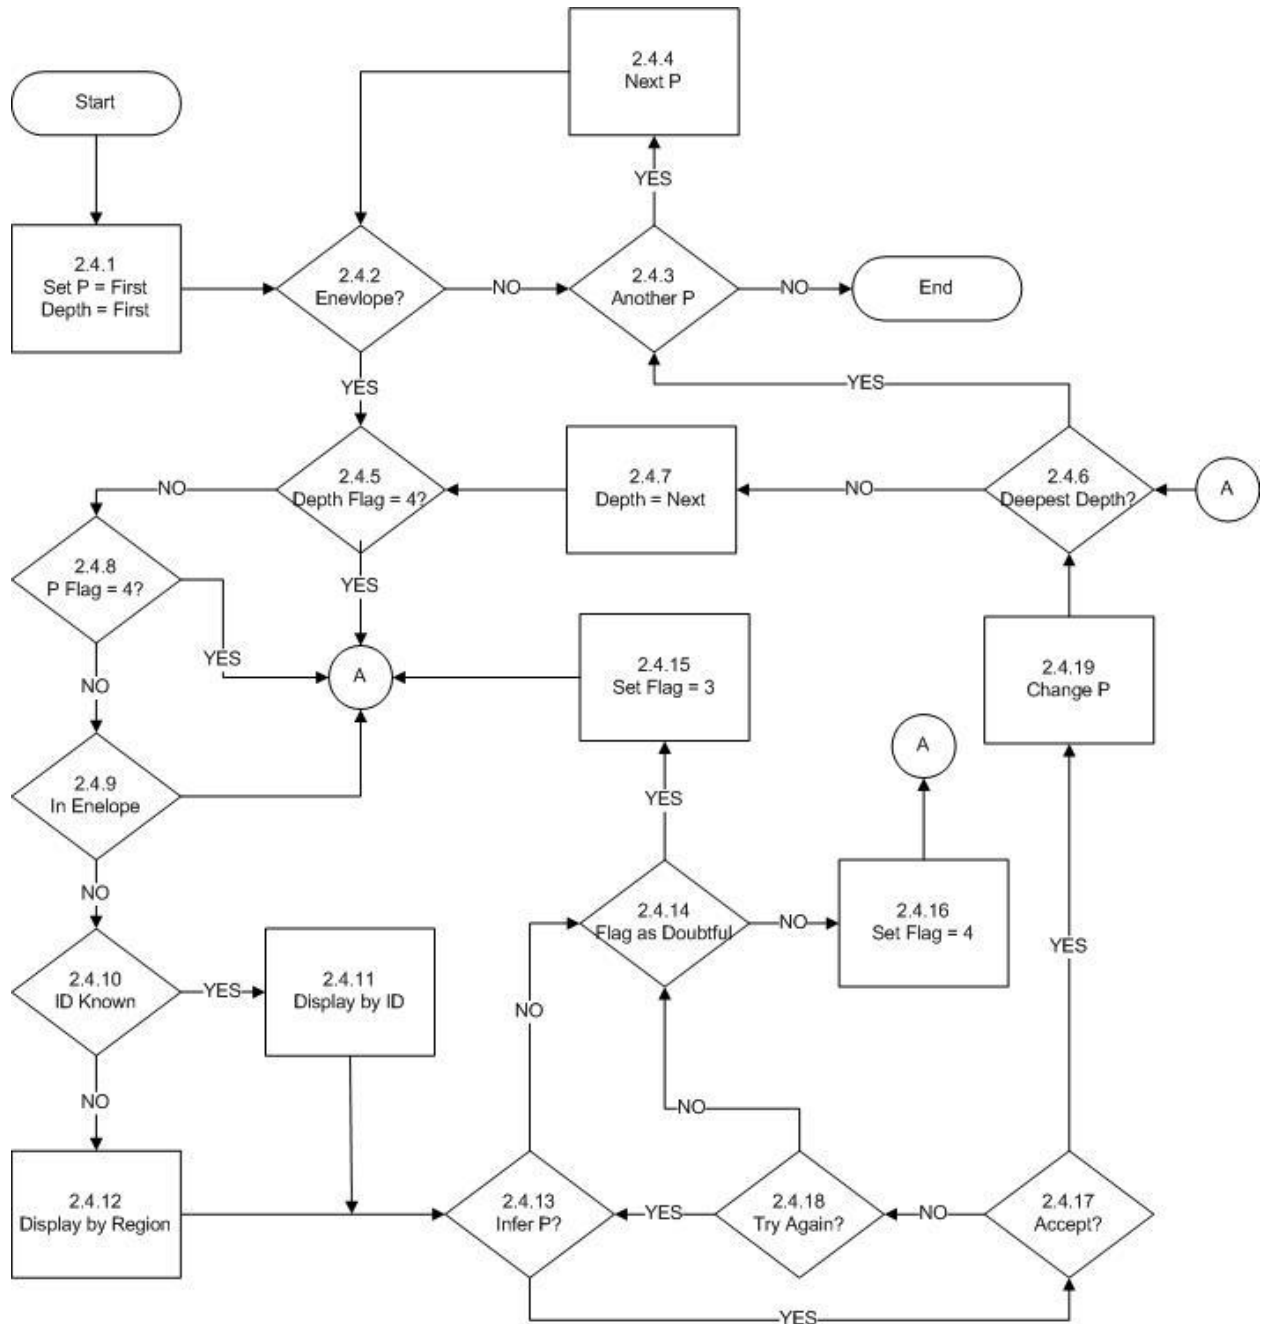 2.4.4
Next P
Start
YES
2.4.1
Set P = First
Depth = First
2.4.2
Enevlope?
NO
2.4.3
Another P
NO
End
YES
YES
2.4.5
Depth Flag = 4?
2.4.7
Depth = Next
2.4.6
Deepest Depth?
A
NO
NO
2.4.8
P Flag = 4?
YES
YES
A
2.4.15
Set Flag = 3
2.4.19
Change P
NO
A
2.4.9
In Enelope
YES
NO
2.4.14
Flag as Doubtful
NO
2.4.16
Set Flag = 4
YES
2.4.10
ID Known
YES
2.4.11
Display by ID
NO
NO
NO
2.4.12
Display by Region
2.4.13
Infer P?
YES
2.4.18
Try Again?
NO
2.4.17
Accept?
YES